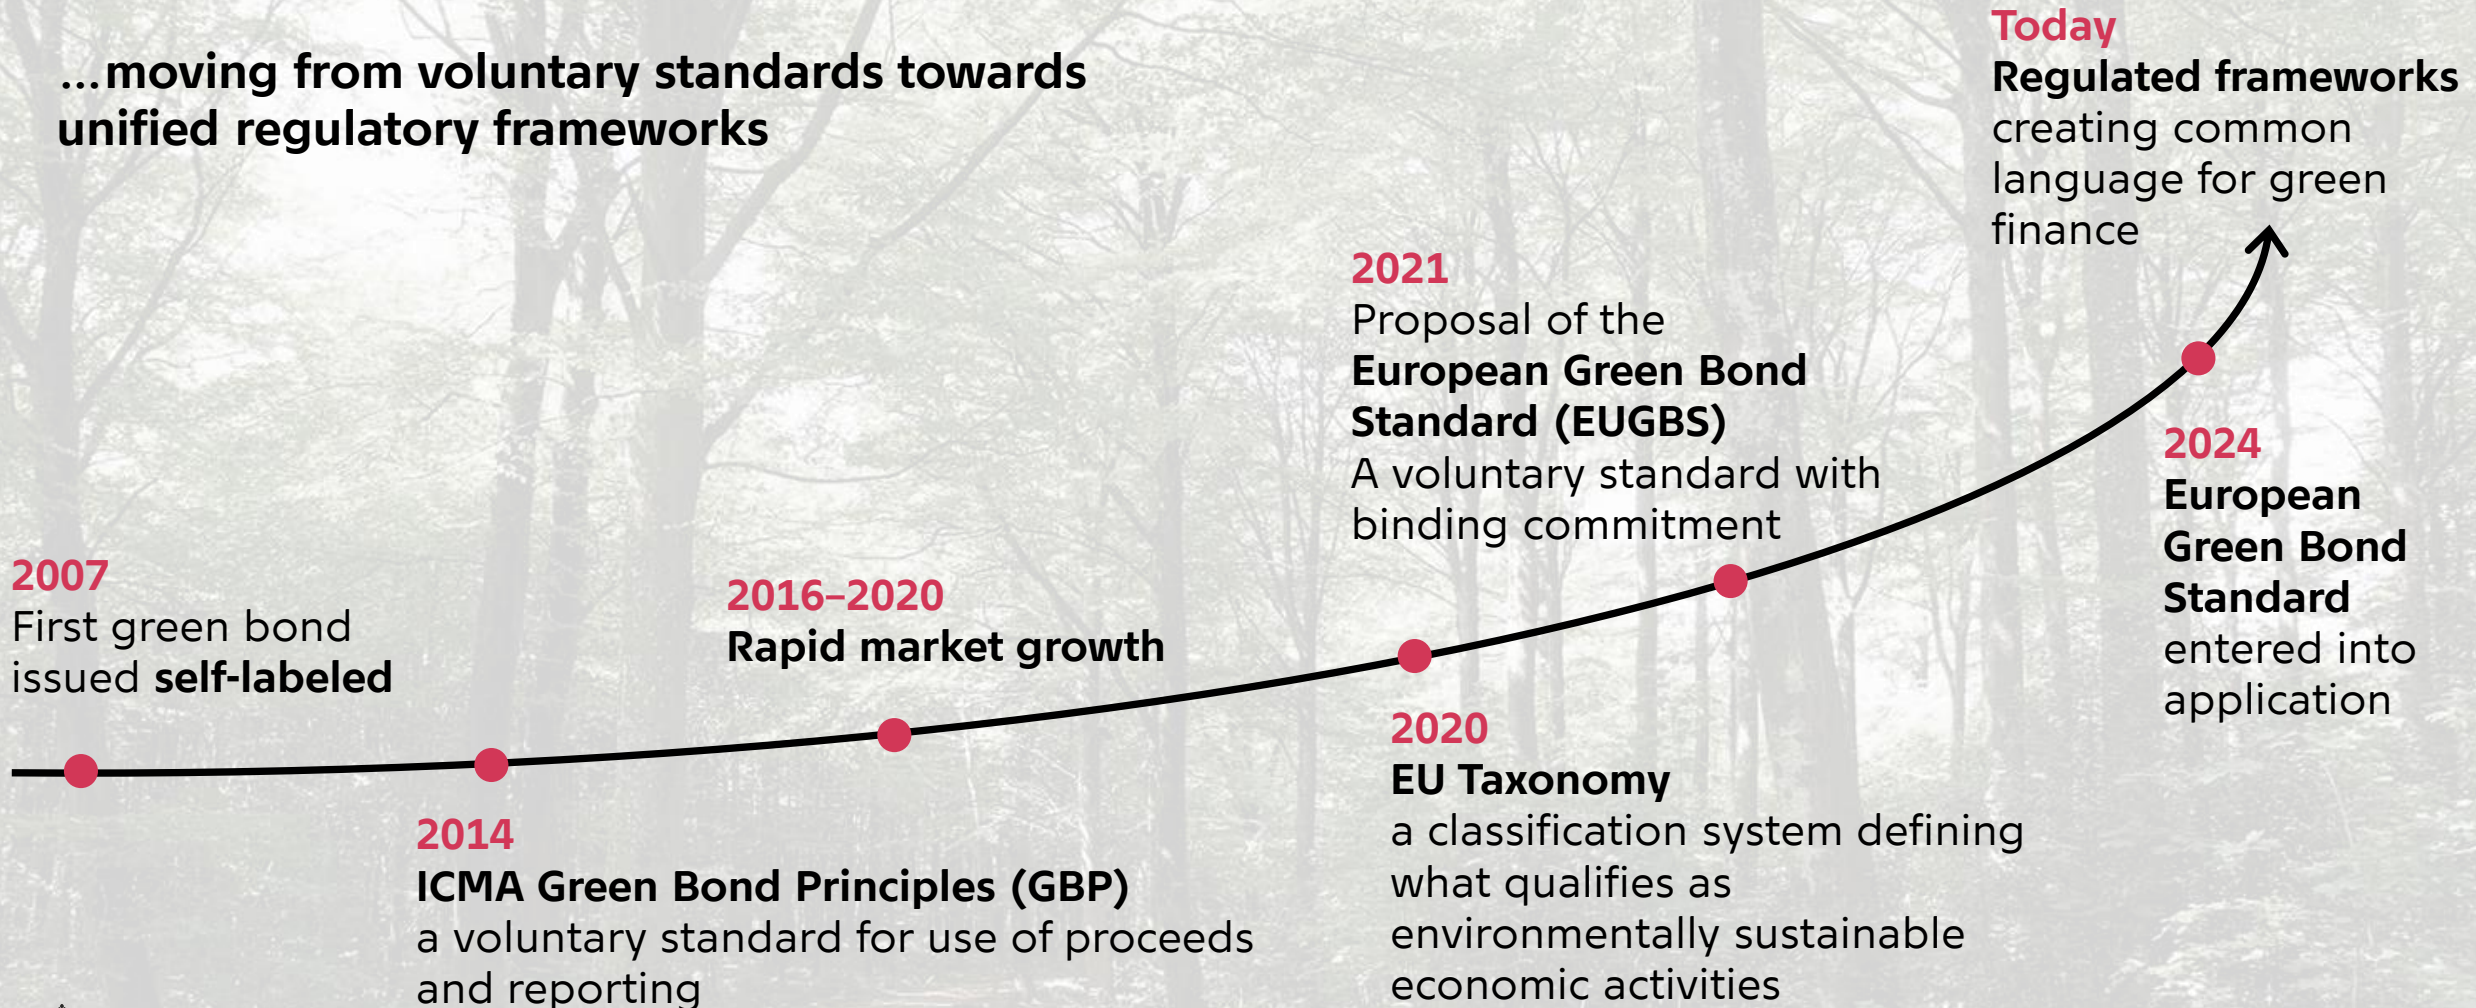 ...moving from voluntary standards towards
unified regulatory frameworks
2007
First green bond
issued self-labeled
2014
ICMA Green Bond Principles (GBP)
a voluntary standard for use of proceeds
and reporting
2016–2020
Rapid market growth
2020
EU Taxonomy
a classification system defining
what qualifies as
environmentally sustainable
economic activities
2021
Proposal of the
European Green Bond
Standard (EUGBS)
A voluntary standard with
binding commitment
2024
European
Green Bond
Standard
entered into
application
Today
Regulated frameworks
creating common
language for green
finance